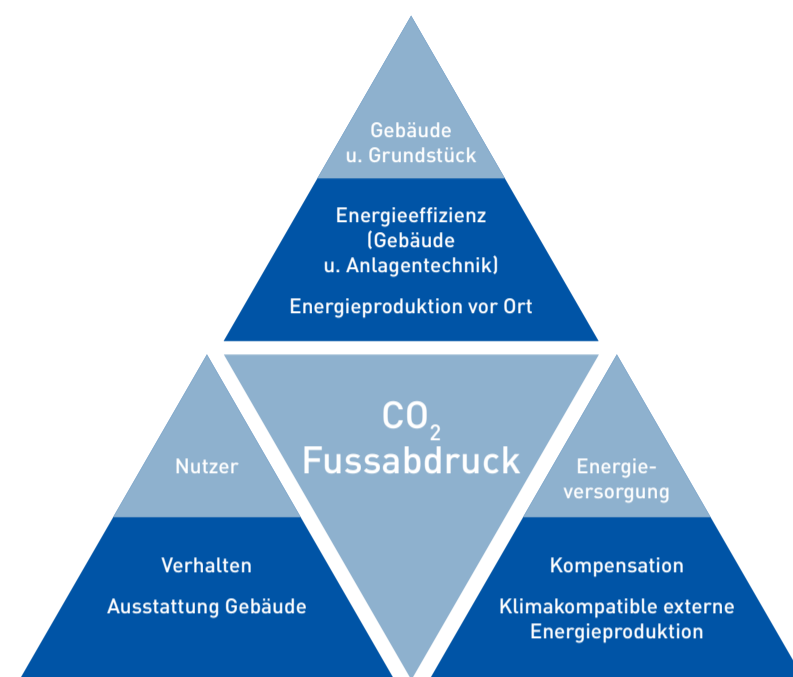 Gebäude
u. Grundstück
Energieeffizienz
(Gebäude
u. Anlagentechnik)
Energieproduktion vor Ort
CO₂
Fussabdruck
Nutzer
Verhalten
Ausstattung Gebäude
Energie-
versorgung
Kompensation
Klimakompatible externe
Energieproduktion